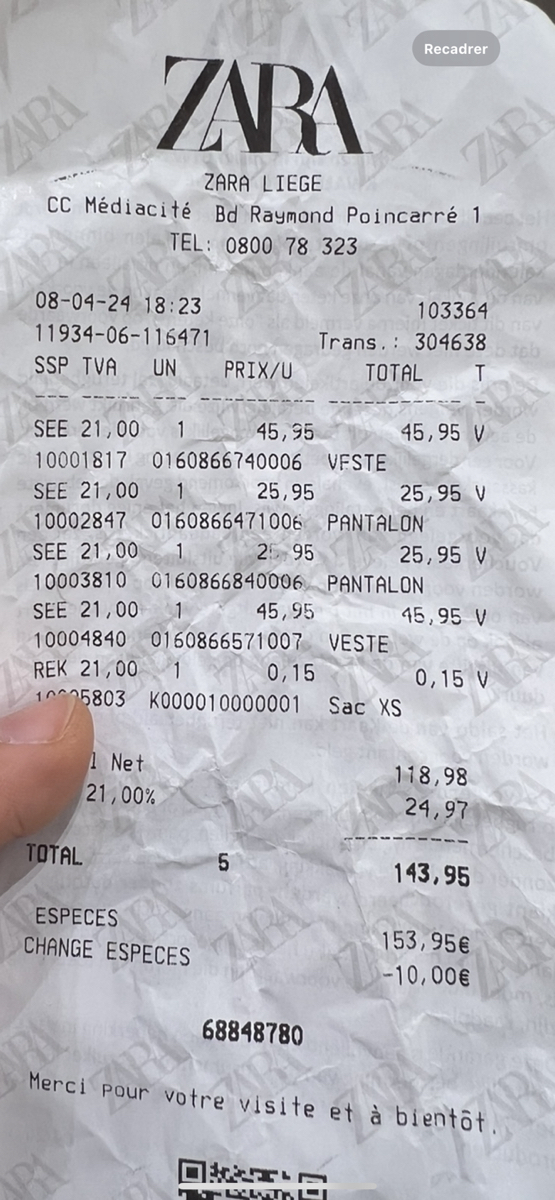 Recadrer
ZARA
ZARA LIEGE
CC Médiacité Bd Raymond Poincarré 1
TEL: 0800 78 323
08-04-24 18:23 103364
11934-06-116471 Trans.: 304638
SSP TVA UN PRIX/U TOTAL T
SEE 21,00 1 45,95 45,95 V
10001817 0160866740006 VESTE
SEE 21,00 1 25,95 25,95 V
10002847 0160866471006 PANTALON
SEE 21,00 1 25,95 V
10003810 0160866840006 PANTALON
SEE 21,00 1 45,95 45,95 V
10004840 0160866571007 VESTE
REK 21,00 1 0,15 0,15 V
K000010000001 Sac XS
Net 118,98
21,00% 24,97
TOTAL 5 143,95
ESPECES 153,95€
CHANGE ESPECES -10,00€
68848780
Merci pour votre visite et à bientôt.